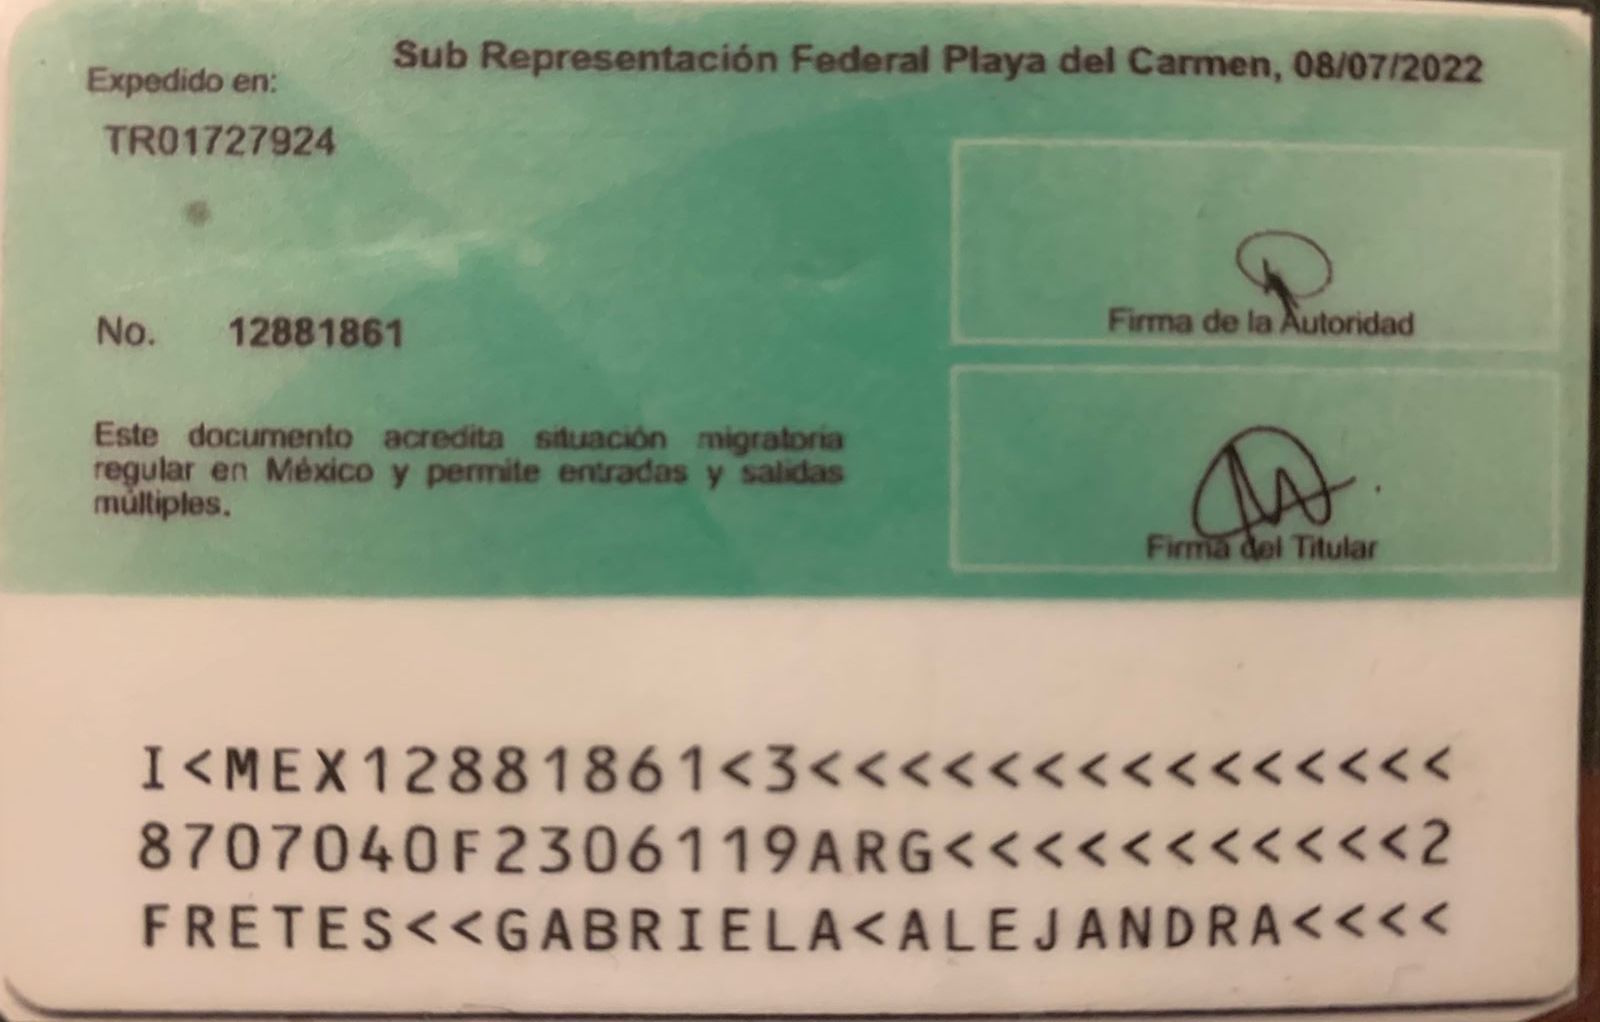 Sub Representación Federal Playa del Carmen, 08/07/2022
Expedido en:
TR01727924
No. 12881861
Firma de la Autoridad
Este documento acredita situación migratoria
regular en México y permite entradas y salidas
múltiples.
Firma del Titular
I<MEX12881861<3<<<<<<<<<<<<<<<
8707040F2306119ARG<<<<<<<<<<<2
FRETES<<GABRIELA<ALEJANDRA<<<<